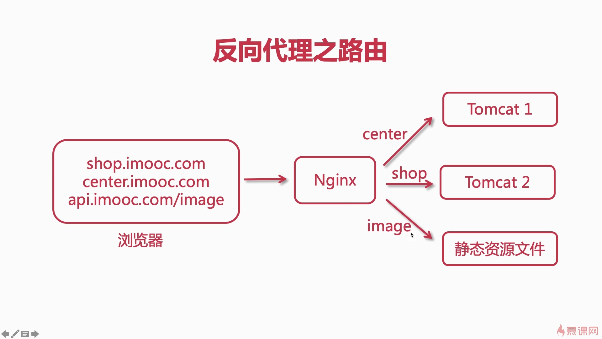 反向代理之路由
shop.imooc.com
center.imooc.com
api.imooc.com/image
浏览器
Nginx
center
shop
image
Tomcat 1
Tomcat 2
静态资源文件
慕课网